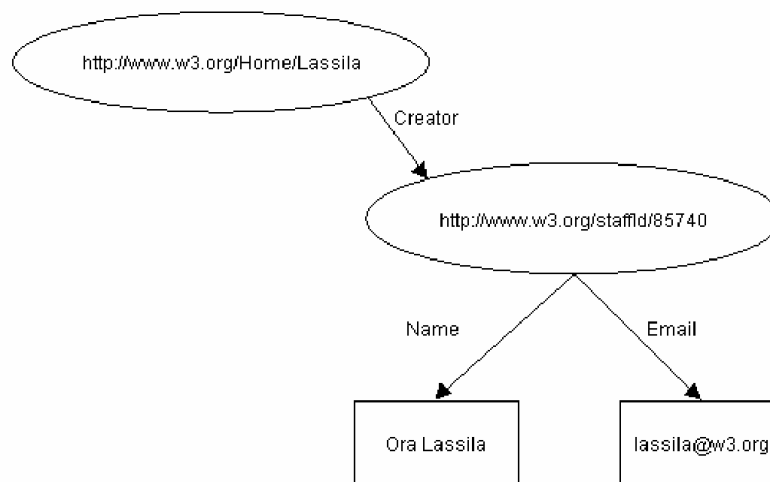 http://www.w3.org/Home/Lassila
Creator
http://www.w3.org/staffId/85740
Name
Email
Ora Lassila
lassila@w3.org